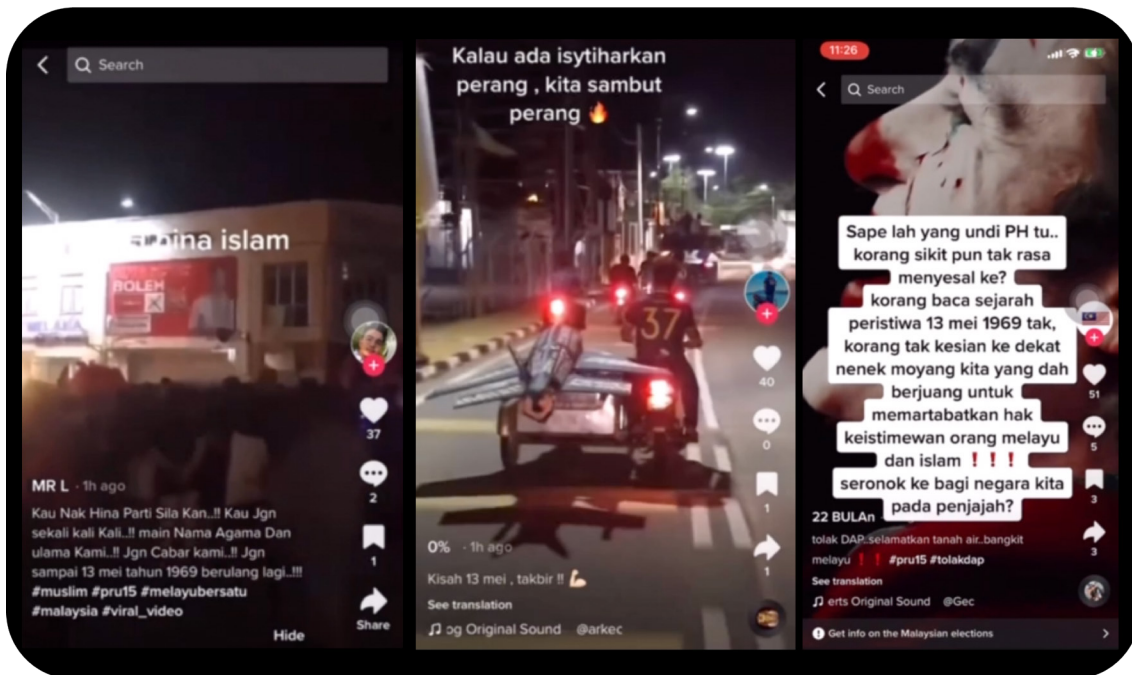 Search
hina islam
BOLEH
MELAKA
MR L · 1h ago
Kau Nak Hina Parti Sila Kan..!! Kau Jgn
sekali kali Kali..!! main Nama Agama Dan
ulama Kami..!! Jgn Cabar kami..!! Jgn
sampai 13 mei tahun 1969 berulang lagi..!!!
#muslim #pru15 #melayubersatu
#malaysia #viral_video
Hide
37
2
1
Share
Kalau ada isytiharkan
perang , kita sambut
perang 🔥
37
40
0
1
1
0% · 1h ago
Kisah 13 mei , takbir !! 💪🏻
See translation
og Original Sound @arkec
11:26
Search
Sape lah yang undi PH tu..
korang sikit pun tak rasa
menyesal ke?
korang baca sejarah
peristiwa 13 mei 1969 tak,
korang tak kesian ke dekat
nenek moyang kita yang dah
berjuang untuk
memartabatkan hak
keistimewan orang melayu
dan islam ❗❗❗
seronok ke bagi negara kita
pada penjajah?
51
5
3
3
22 BULAn
tolak DAP..selamatkan tanah air..bangkit
melayu ❗❗ #pru15 #tolakdap
See translation
erts Original Sound @Gec
Get info on the Malaysian elections